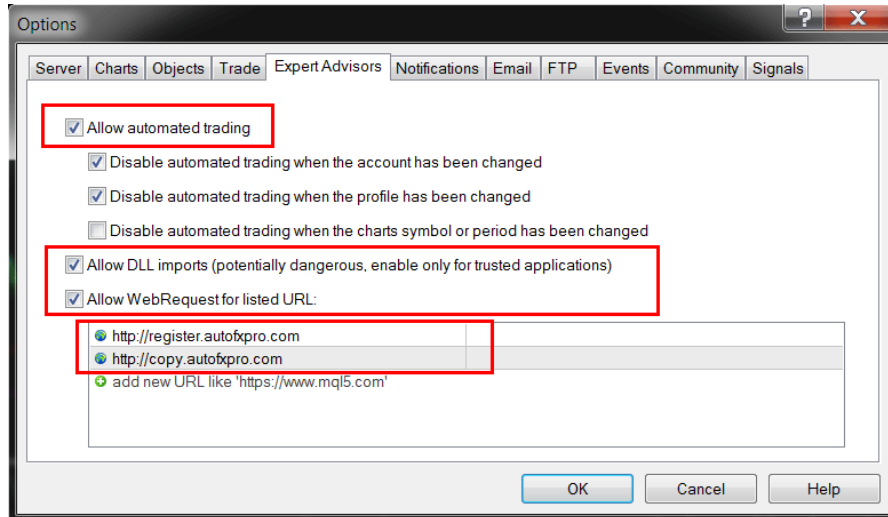 Options
Server Charts Objects Trade Expert Advisors Notifications Email FTP Events Community Signals
Allow automated trading
Disable automated trading when the account has been changed
Disable automated trading when the profile has been changed
Disable automated trading when the charts symbol or period has been changed
Allow DLL imports (potentially dangerous, enable only for trusted applications)
Allow WebRequest for listed URL:
http://register.autofxpro.com
http://copy.autofxpro.com
add new URL like 'https://www.mql5.com'
OK Cancel Help